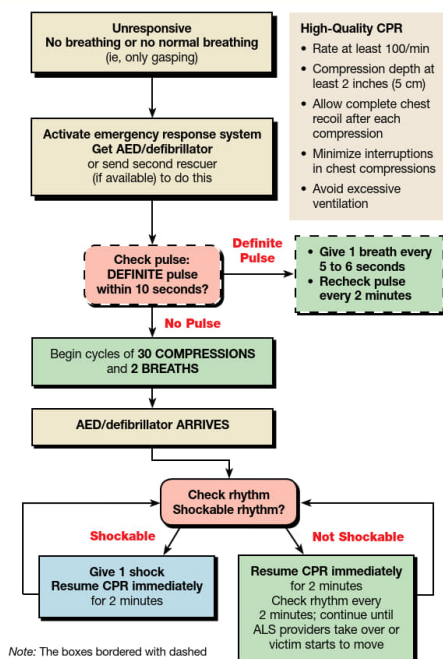 Unresponsive
No breathing or no normal breathing
(ie, only gasping)
High-Quality CPR
• Rate at least 100/min
• Compression depth at
least 2 inches (5 cm)
• Allow complete chest
recoil after each
compression
• Minimize interruptions
in chest compressions
• Avoid excessive
ventilation
Activate emergency response system
Get AED/defibrillator
or send second rescuer
(if available) to do this
Check pulse:
DEFINITE pulse
within 10 seconds?
Definite
Pulse
• Give 1 breath every
5 to 6 seconds
• Recheck pulse
every 2 minutes
No Pulse
Begin cycles of 30 COMPRESSIONS
and 2 BREATHS
AED/defibrillator ARRIVES
Check rhythm
Shockable rhythm?
Shockable
Not Shockable
Give 1 shock
Resume CPR immediately
for 2 minutes
Resume CPR immediately
for 2 minutes
Check rhythm every
2 minutes; continue until
ALS providers take over or
victim starts to move
Note: The boxes bordered with dashed